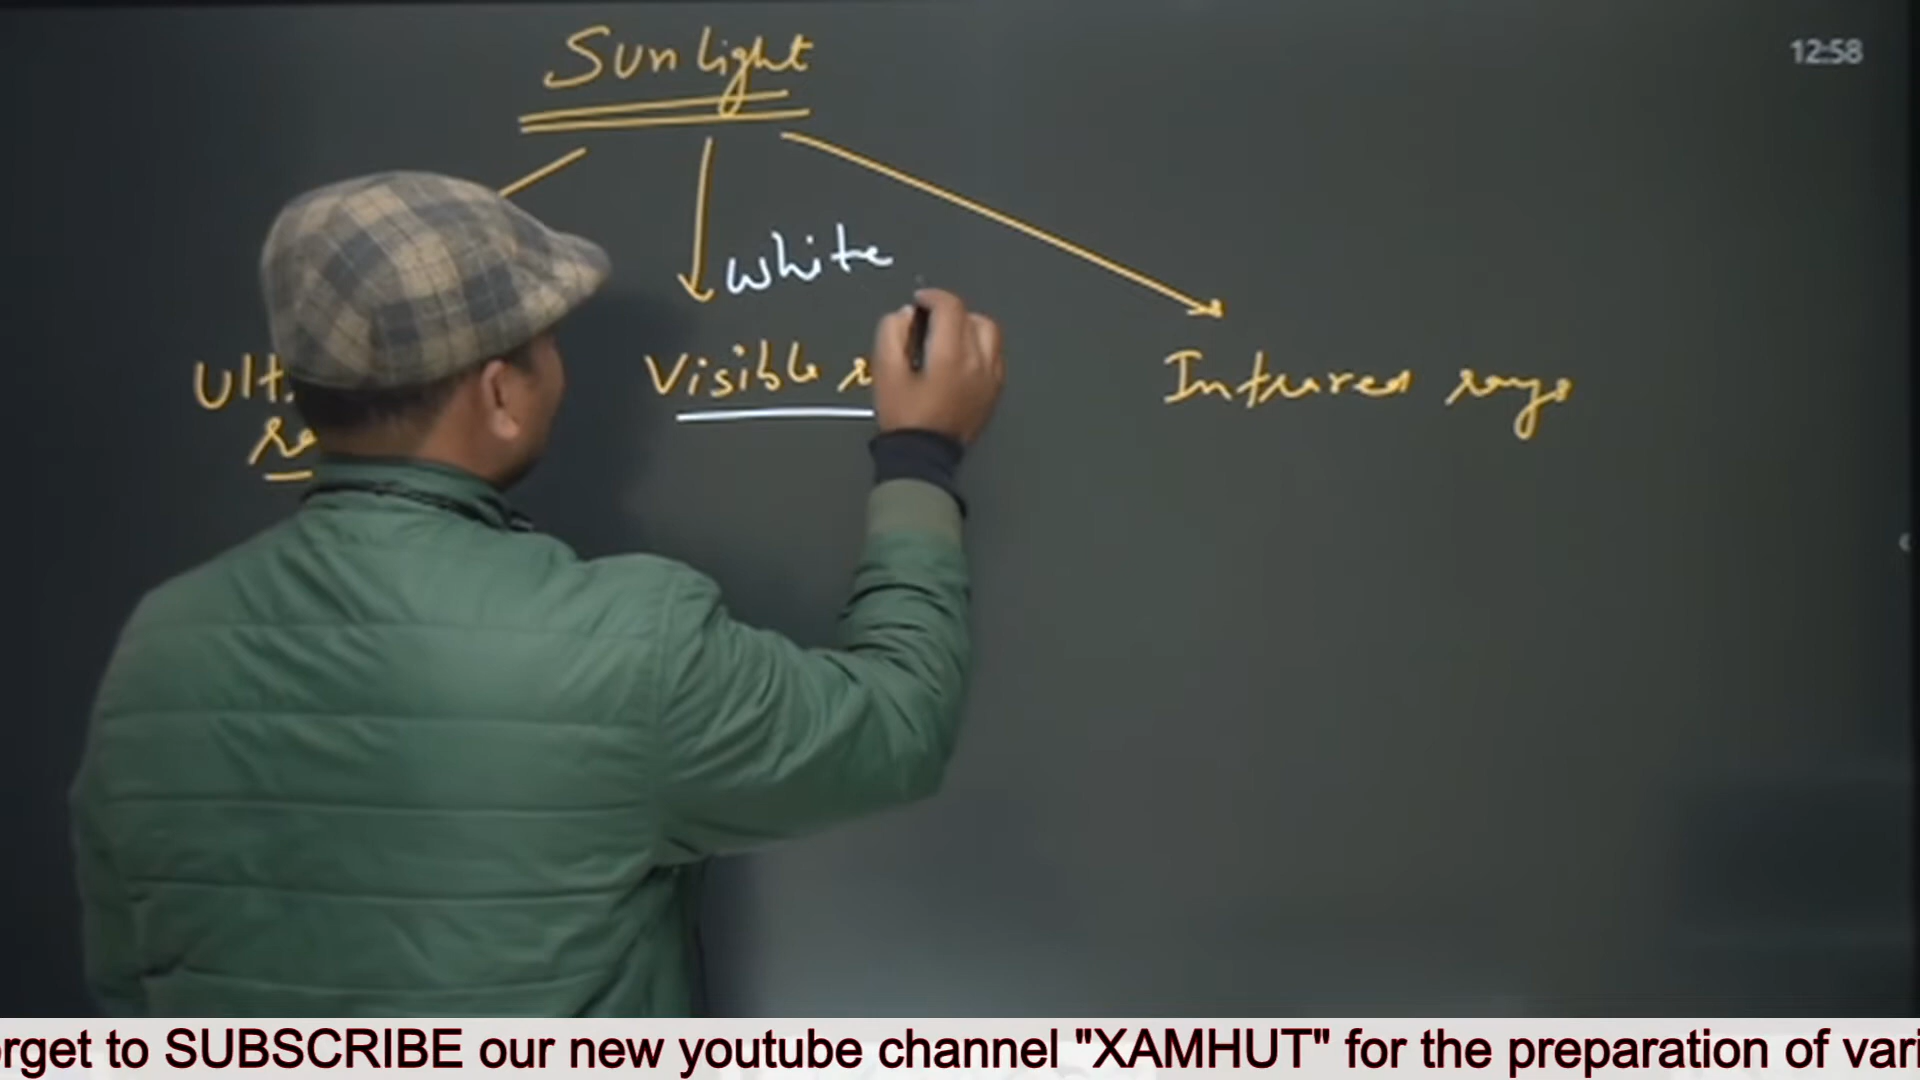 Sunlight
12:58
white
Visible
Infrared rays
rget to SUBSCRIBE our new youtube channel "XAMHUT" for the preparation of vari